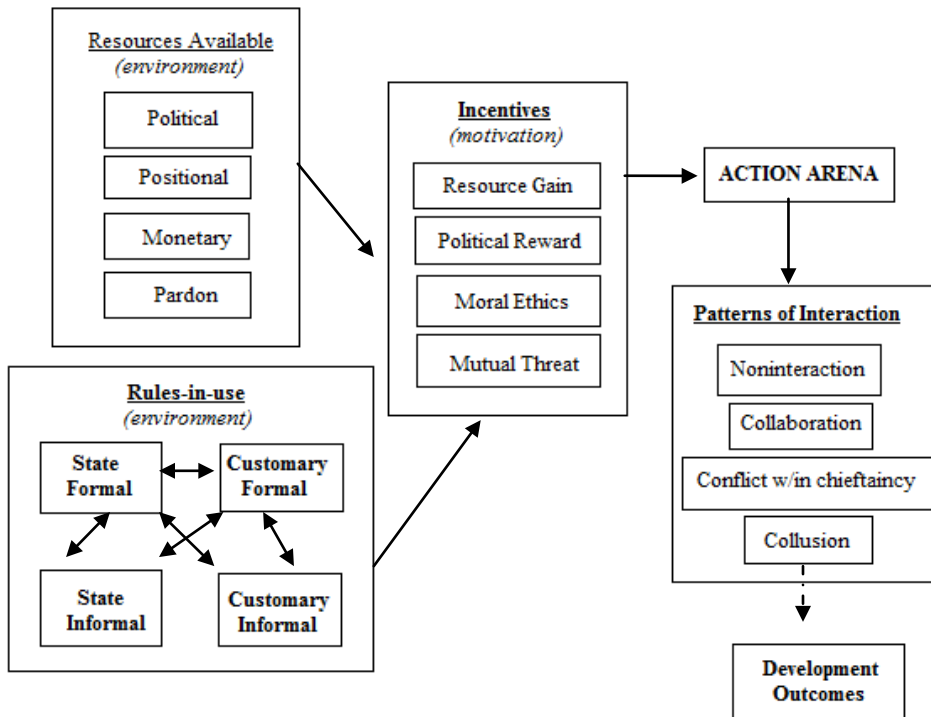 Resources Available
(environment)
Political
Positional
Monetary
Pardon
Rules-in-use
(environment)
State
Formal
Customary
Formal
State
Informal
Customary
Informal
Incentives
(motivation)
Resource Gain
Political Reward
Moral Ethics
Mutual Threat
ACTION ARENA
Patterns of Interaction
Noninteraction
Collaboration
Conflict w/in chieftaincy
Collusion
Development
Outcomes